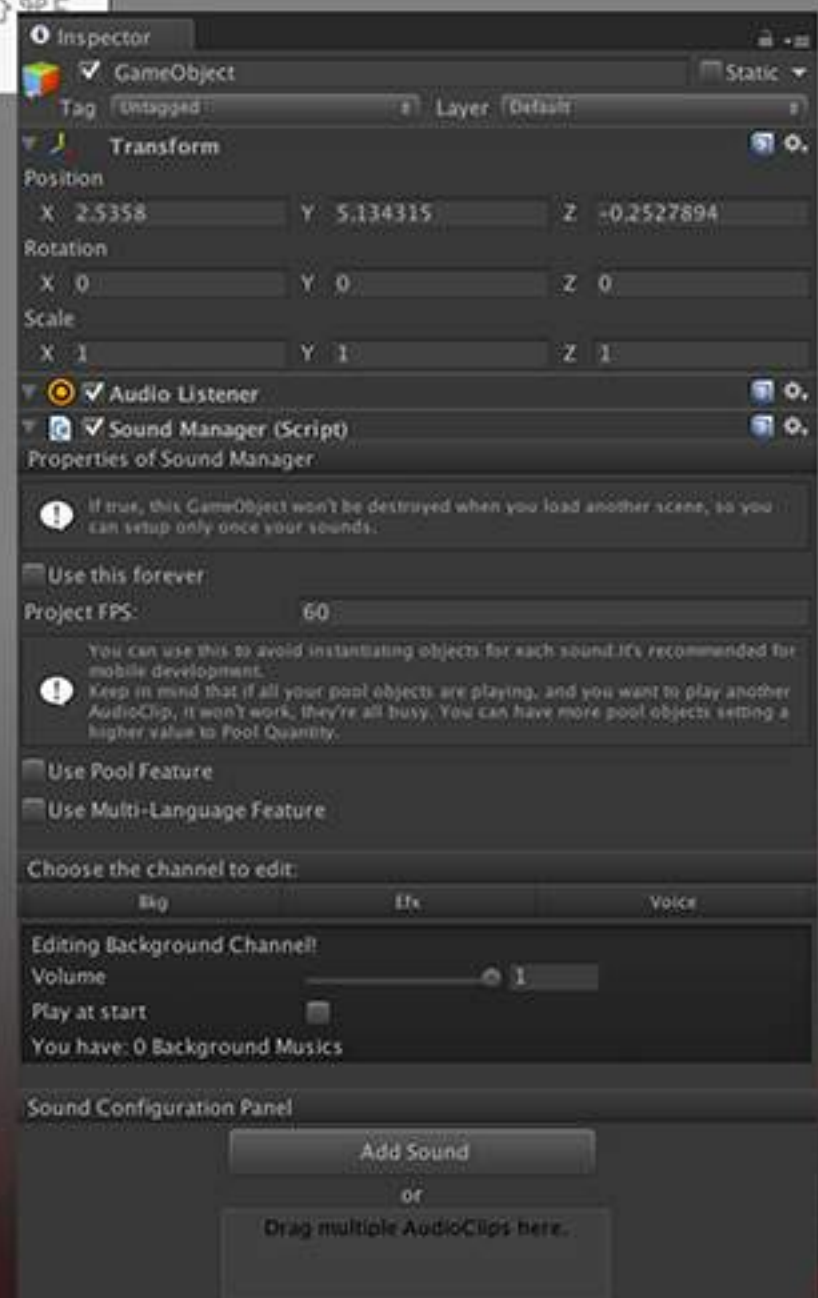 Inspector
GameObject
Static
Tag Untagged Layer Default
Transform
Position
X 2.5358 Y 5.134315 Z -0.2527894
Rotation
X 0 Y 0 Z 0
Scale
X 1 Y 1 Z 1
Audio Listener
Sound Manager (Script)
Properties of Sound Manager
If true, this GameObject won't be destroyed when you load another scene, so you
can setup only once your sounds.
Use this forever
Project FPS: 60
You can use this to avoid instantiating objects for each sound.It's recommended for
mobile development.
Keep in mind that if all your pool objects are playing, and you want to play another
AudioClip, it won't work, they're all busy. You can have more pool objects setting a
higher value to Pool Quantity.
Use Pool Feature
Use Multi-Language Feature
Choose the channel to edit:
Bkg Efx Voice
Editing Background Channel!
Volume 1
Play at start
You have: 0 Background Musics
Sound Configuration Panel
Add Sound
or
Drag multiple AudioClips here.